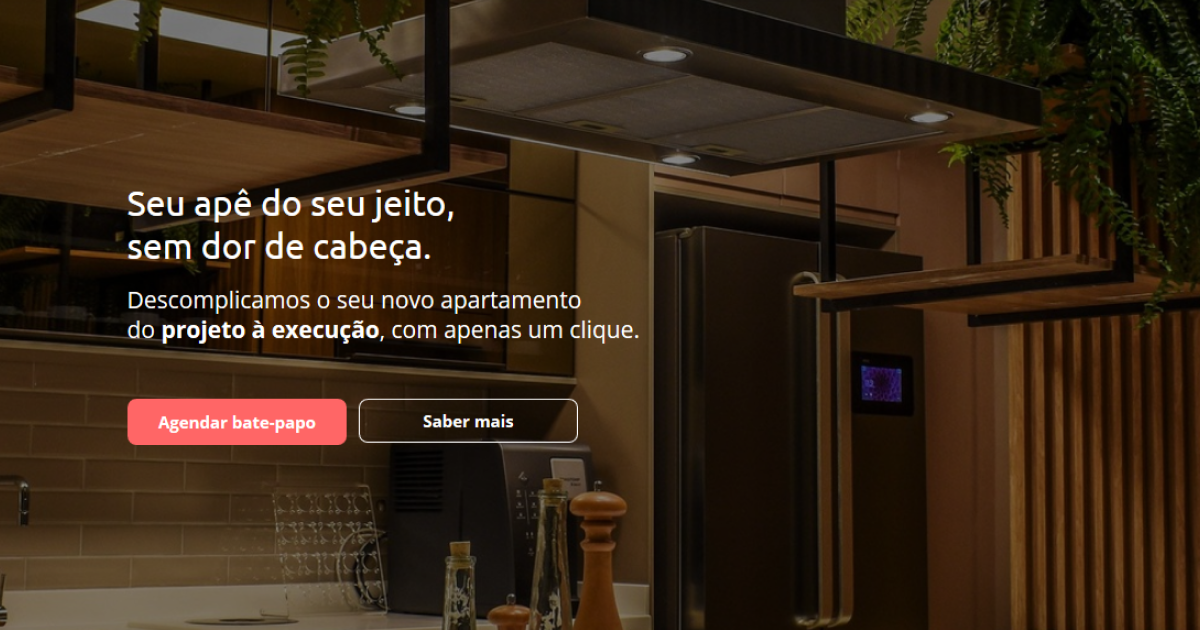 Seu apê do seu jeito,
sem dor de cabeça.
Descomplicamos o seu novo apartamento
do projeto à execução, com apenas um clique.
Agendar bate-papo
Saber mais